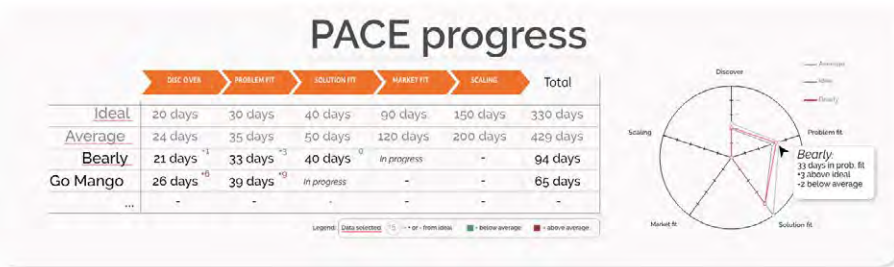 PACE progress
DISCOVER PROBLEM FIT SOLUTION FIT MARKET FIT SCALING Total
Ideal 20 days 30 days 40 days 90 days 150 days 330 days
Average 24 days 35 days 50 days 120 days 200 days 429 days
Bearly 21 days +1 33 days +3 40 days 0 In progress - 94 days
Go Mango 26 days +6 39 days +9 In progress - - 65 days
... - - - - - -
Legend: Data selected +5 - + or - from ideal - below average - above average
Discover
Problem fit
Solution fit
Market fit
Scaling
Average
Ideal
Bearly
Bearly:
33 days in prob. fit
+3 above ideal
-2 below average